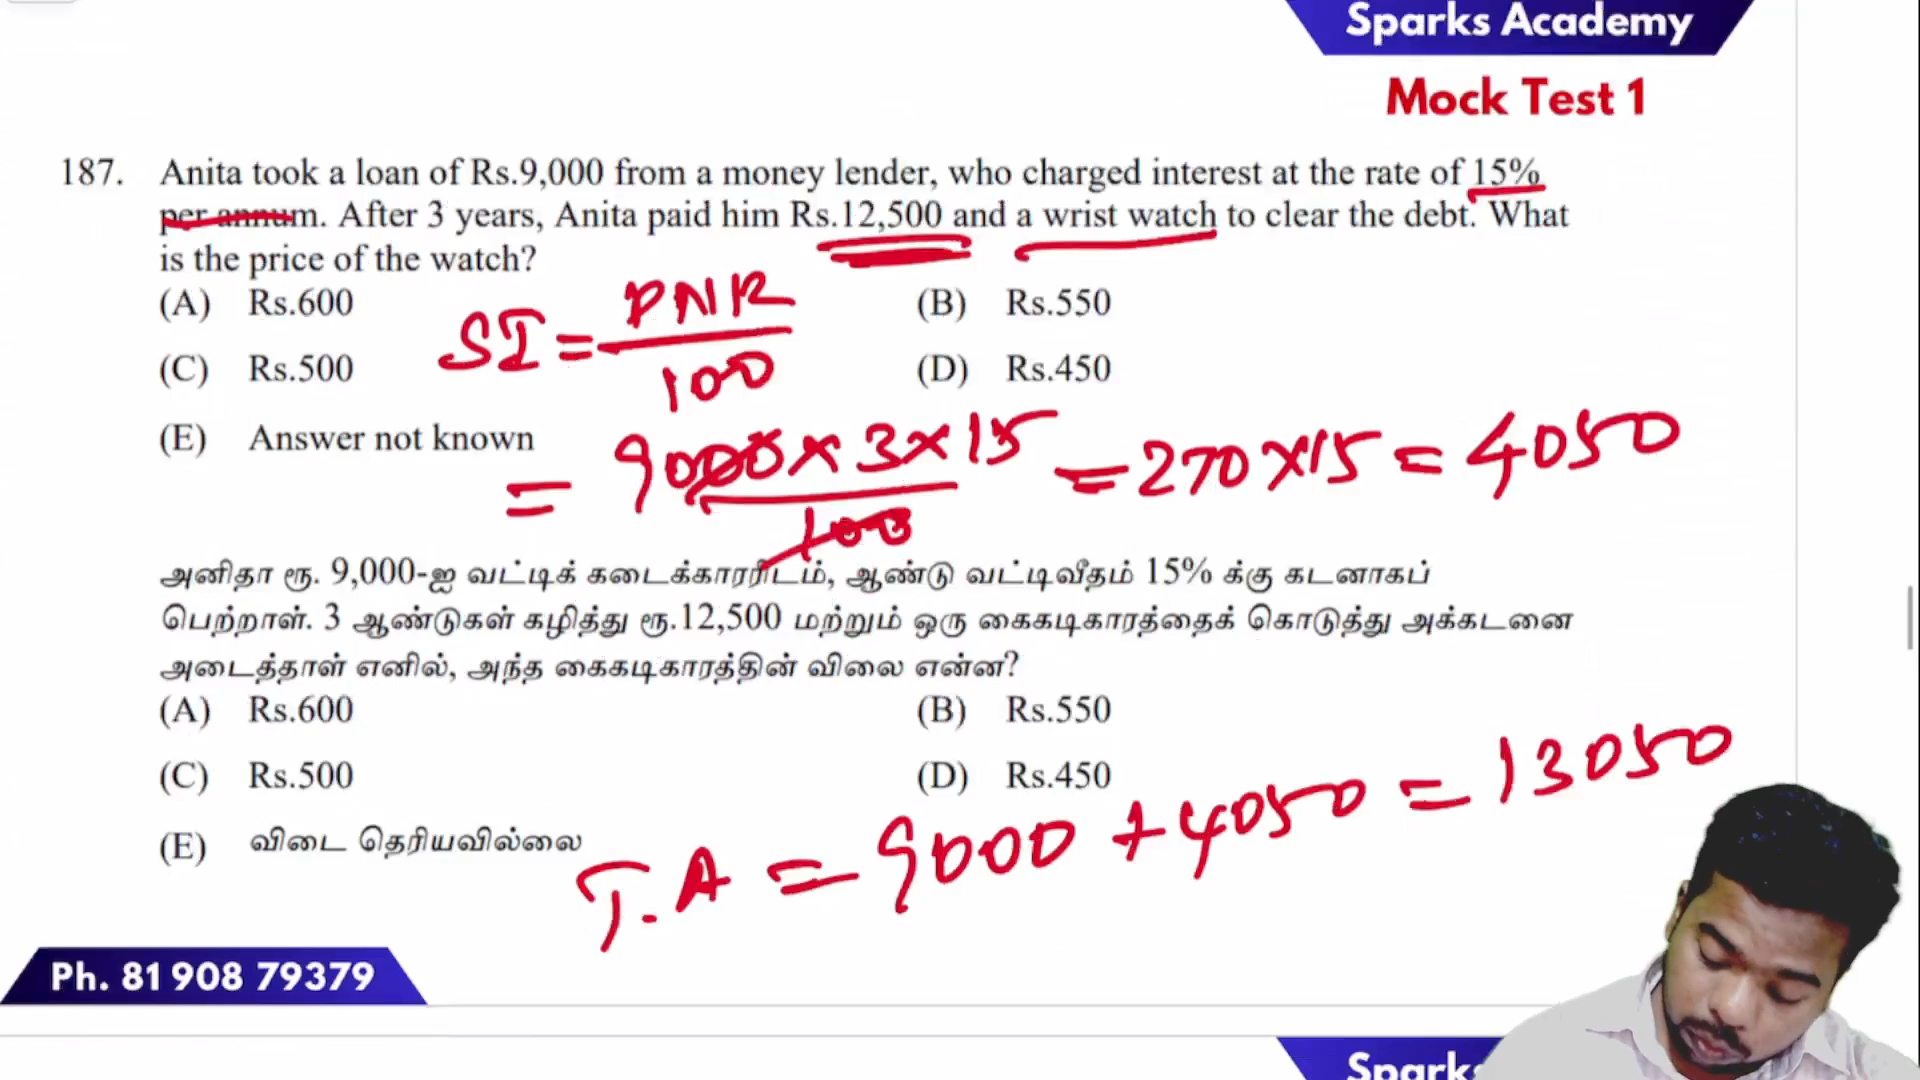 Sparks Academy
Mock Test 1
187. Anita took a loan of Rs.9,000 from a money lender, who charged interest at the rate of 15%
per annum. After 3 years, Anita paid him Rs.12,500 and a wrist watch to clear the debt. What
is the price of the watch?
(A) Rs.600 (B) Rs.550
(C) Rs.500 (D) Rs.450
(E) Answer not known
SI = PNR
100
= 9000 x 3 x 15 = 270 x 15 = 4050
100
அனிதா ரூ. 9,000-ஐ வட்டிக் கடைக்காரரிடம், ஆண்டு வட்டிவீதம் 15% க்கு கடனாகப்
பெற்றாள். 3 ஆண்டுகள் கழித்து ரூ.12,500 மற்றும் ஒரு கைகடிகாரத்தைக் கொடுத்து அக்கடனை
அடைத்தாள் எனில், அந்த கைகடிகாரத்தின் விலை என்ன?
(A) Rs.600 (B) Rs.550
(C) Rs.500 (D) Rs.450
(E) விடை தெரியவில்லை
T.A = 9000 + 4050 = 13050
Ph. 81908 79379
Sparks